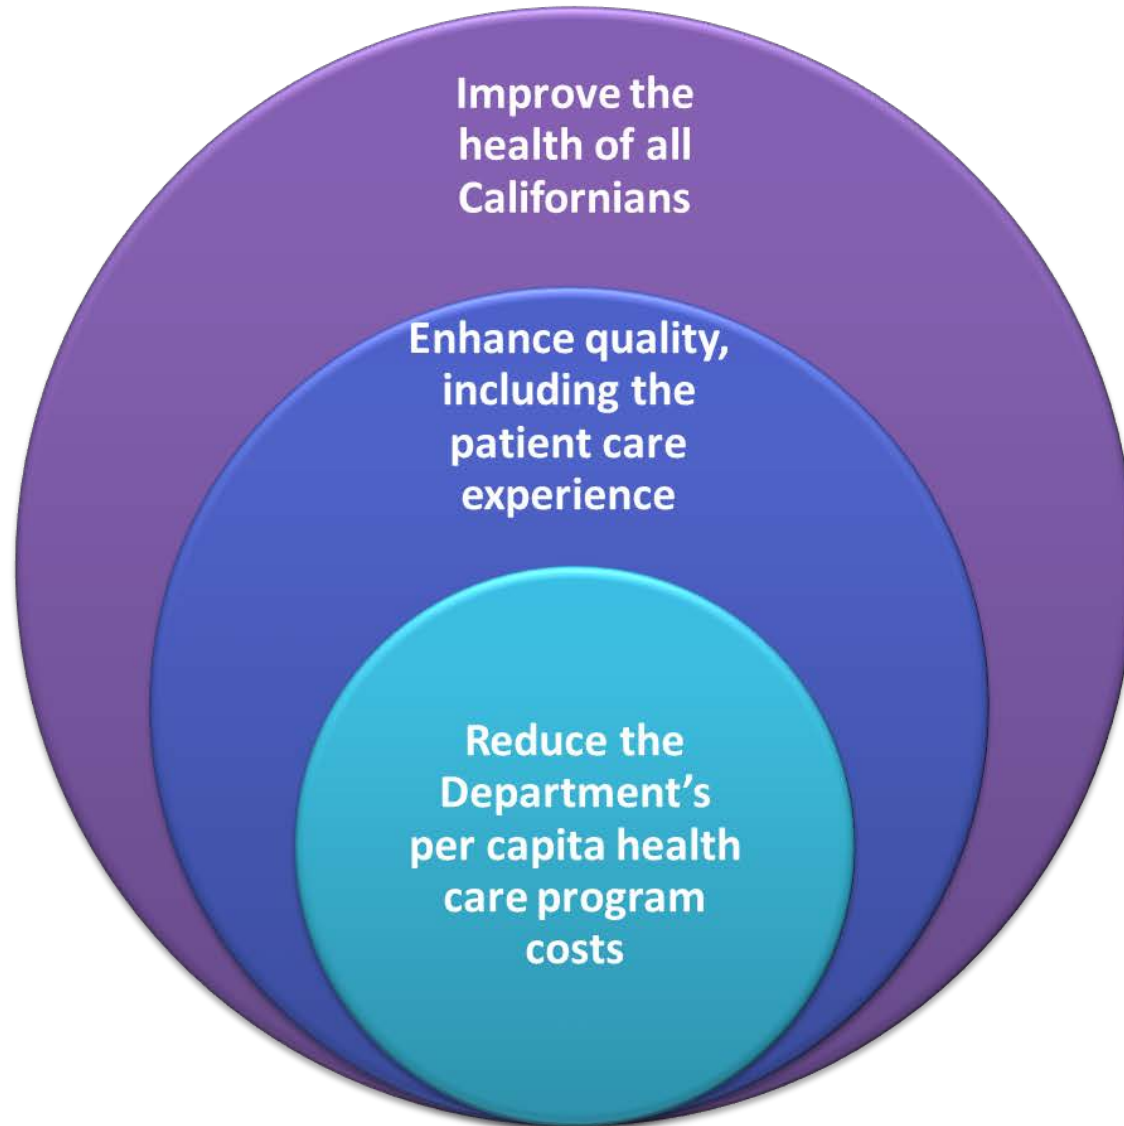 Improve the
health of all
Californians
Enhance quality,
including the
patient care
experience
Reduce the
Department’s
per capita health
care program
costs